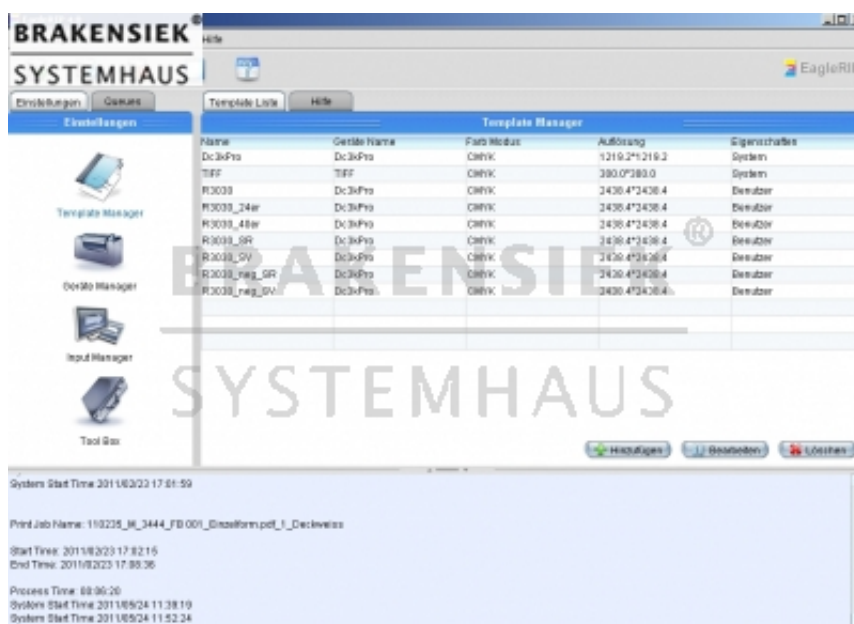 BRAKENSIEK®
SYSTEMHAUS
Hilfe
EagleRI
Einstellungen Queues Template Liste Hilfe
Einstellungen
Template Manager
Name Geräte Name Farb Modus Auflösung Eigenschaften
Dc3kPro Dc3kPro CMYK 1219.2*1219.2 System
TIFF TIFF CMYK 300.0*300.0 System
R3030 Dc3kPro CMYK 2438.4*2438.4 Benutzer
R3030_24er Dc3kPro CMYK 2438.4*2438.4 Benutzer
R3030_48er Dc3kPro CMYK 2438.4*2438.4 Benutzer
R3030_SR Dc3kPro CMYK 2438.4*2438.4 Benutzer
R3030_SV Dc3kPro CMYK 2438.4*2438.4 Benutzer
R3030_neg_SR Dc3kPro CMYK 2438.4*2438.4 Benutzer
R3030_neg_SV Dc3kPro CMYK 2438.4*2438.4 Benutzer
Template Manager
Geräte Manager
Input Manager
Tool Box
BRAKENSIEK®
SYSTEMHAUS
Hinzufügen Bearbeiten Löschen
System Start Time 2011/02/23 17:01:59
Print Job Name: 110235_M_3444_FB 001_Einzelform.pdf_1_Deckweiss
Start Time: 2011/02/23 17:02:16
End Time: 2011/02/23 17:08:36
Process Time: 00:06:20
System Start Time 2011/05/24 11:38:19
System Start Time 2011/05/24 11:52:24